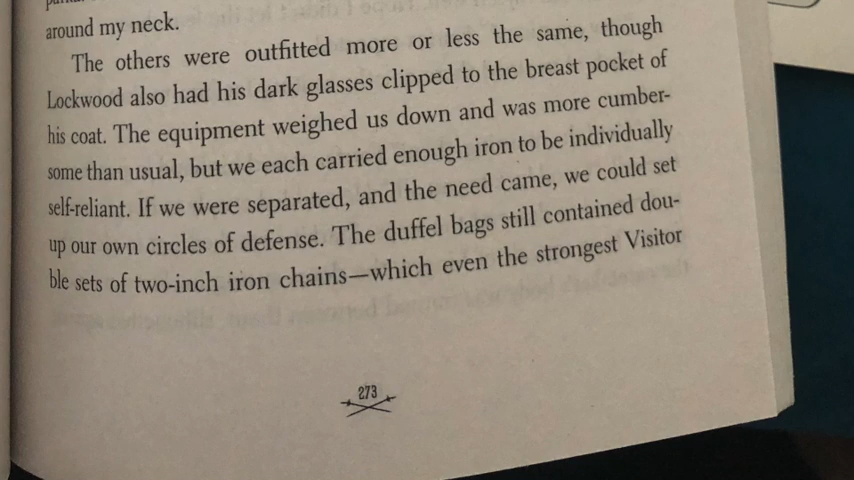 around my neck.
The others were outfitted more or less the same, though
Lockwood also had his dark glasses clipped to the breast pocket of
his coat. The equipment weighed us down and was more cumber-
some than usual, but we each carried enough iron to be individually
self-reliant. If we were separated, and the need came, we could set
up our own circles of defense. The duffel bags still contained dou-
ble sets of two-inch iron chains—which even the strongest Visitor
273